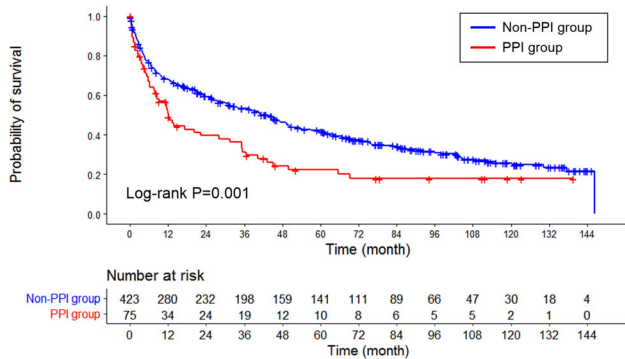 Non-PPI group
PPI group
Probability of survival
1.0
0.8
0.6
0.4
0.2
0.0
Log-rank P=0.001
0 12 24 36 48 60 72 84 96 108 120 132 144
Time (month)
Number at risk
Non-PPI group 423 280 232 198 159 141 111 89 66 47 30 18 4
PPI group 75 34 24 19 12 10 8 6 5 5 2 1 0
0 12 24 36 48 60 72 84 96 108 120 132 144
Time (month)